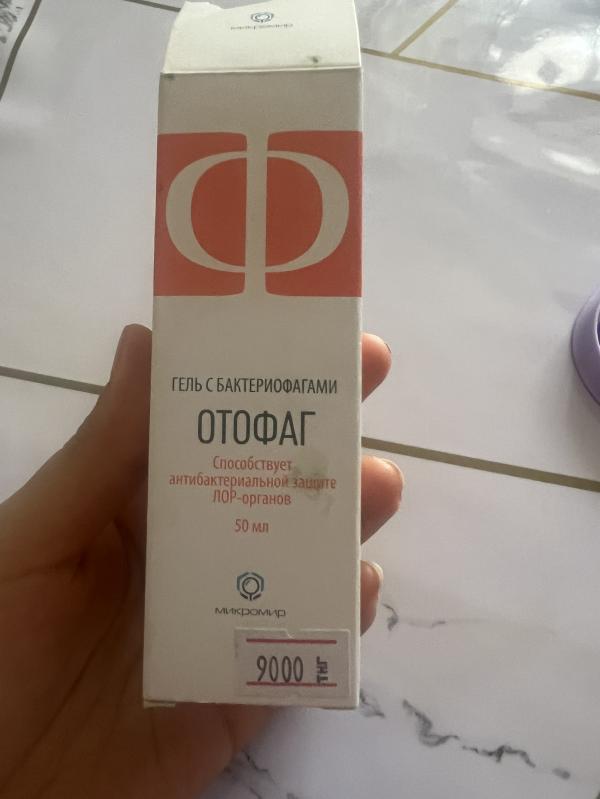 микромир
Ф
ГЕЛЬ С БАКТЕРИОФАГАМИ
ОТОФАГ
Способствует
антибактериальной защите
ЛОР-органов
50 мл
микромир
9000 ТНГ